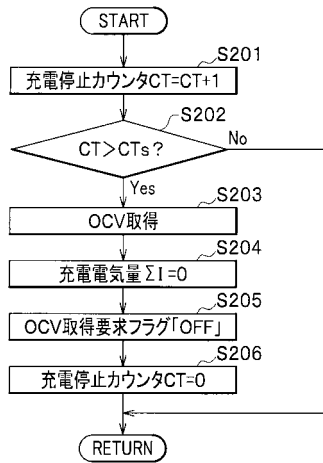 START
S201
充電停止カウンタCT=CT+1
S202
CT>CTs?
No
Yes
S203
OCV取得
S204
充電電気量ΣI=0
S205
OCV取得要求フラグ「OFF」
S206
充電停止カウンタCT=0
RETURN